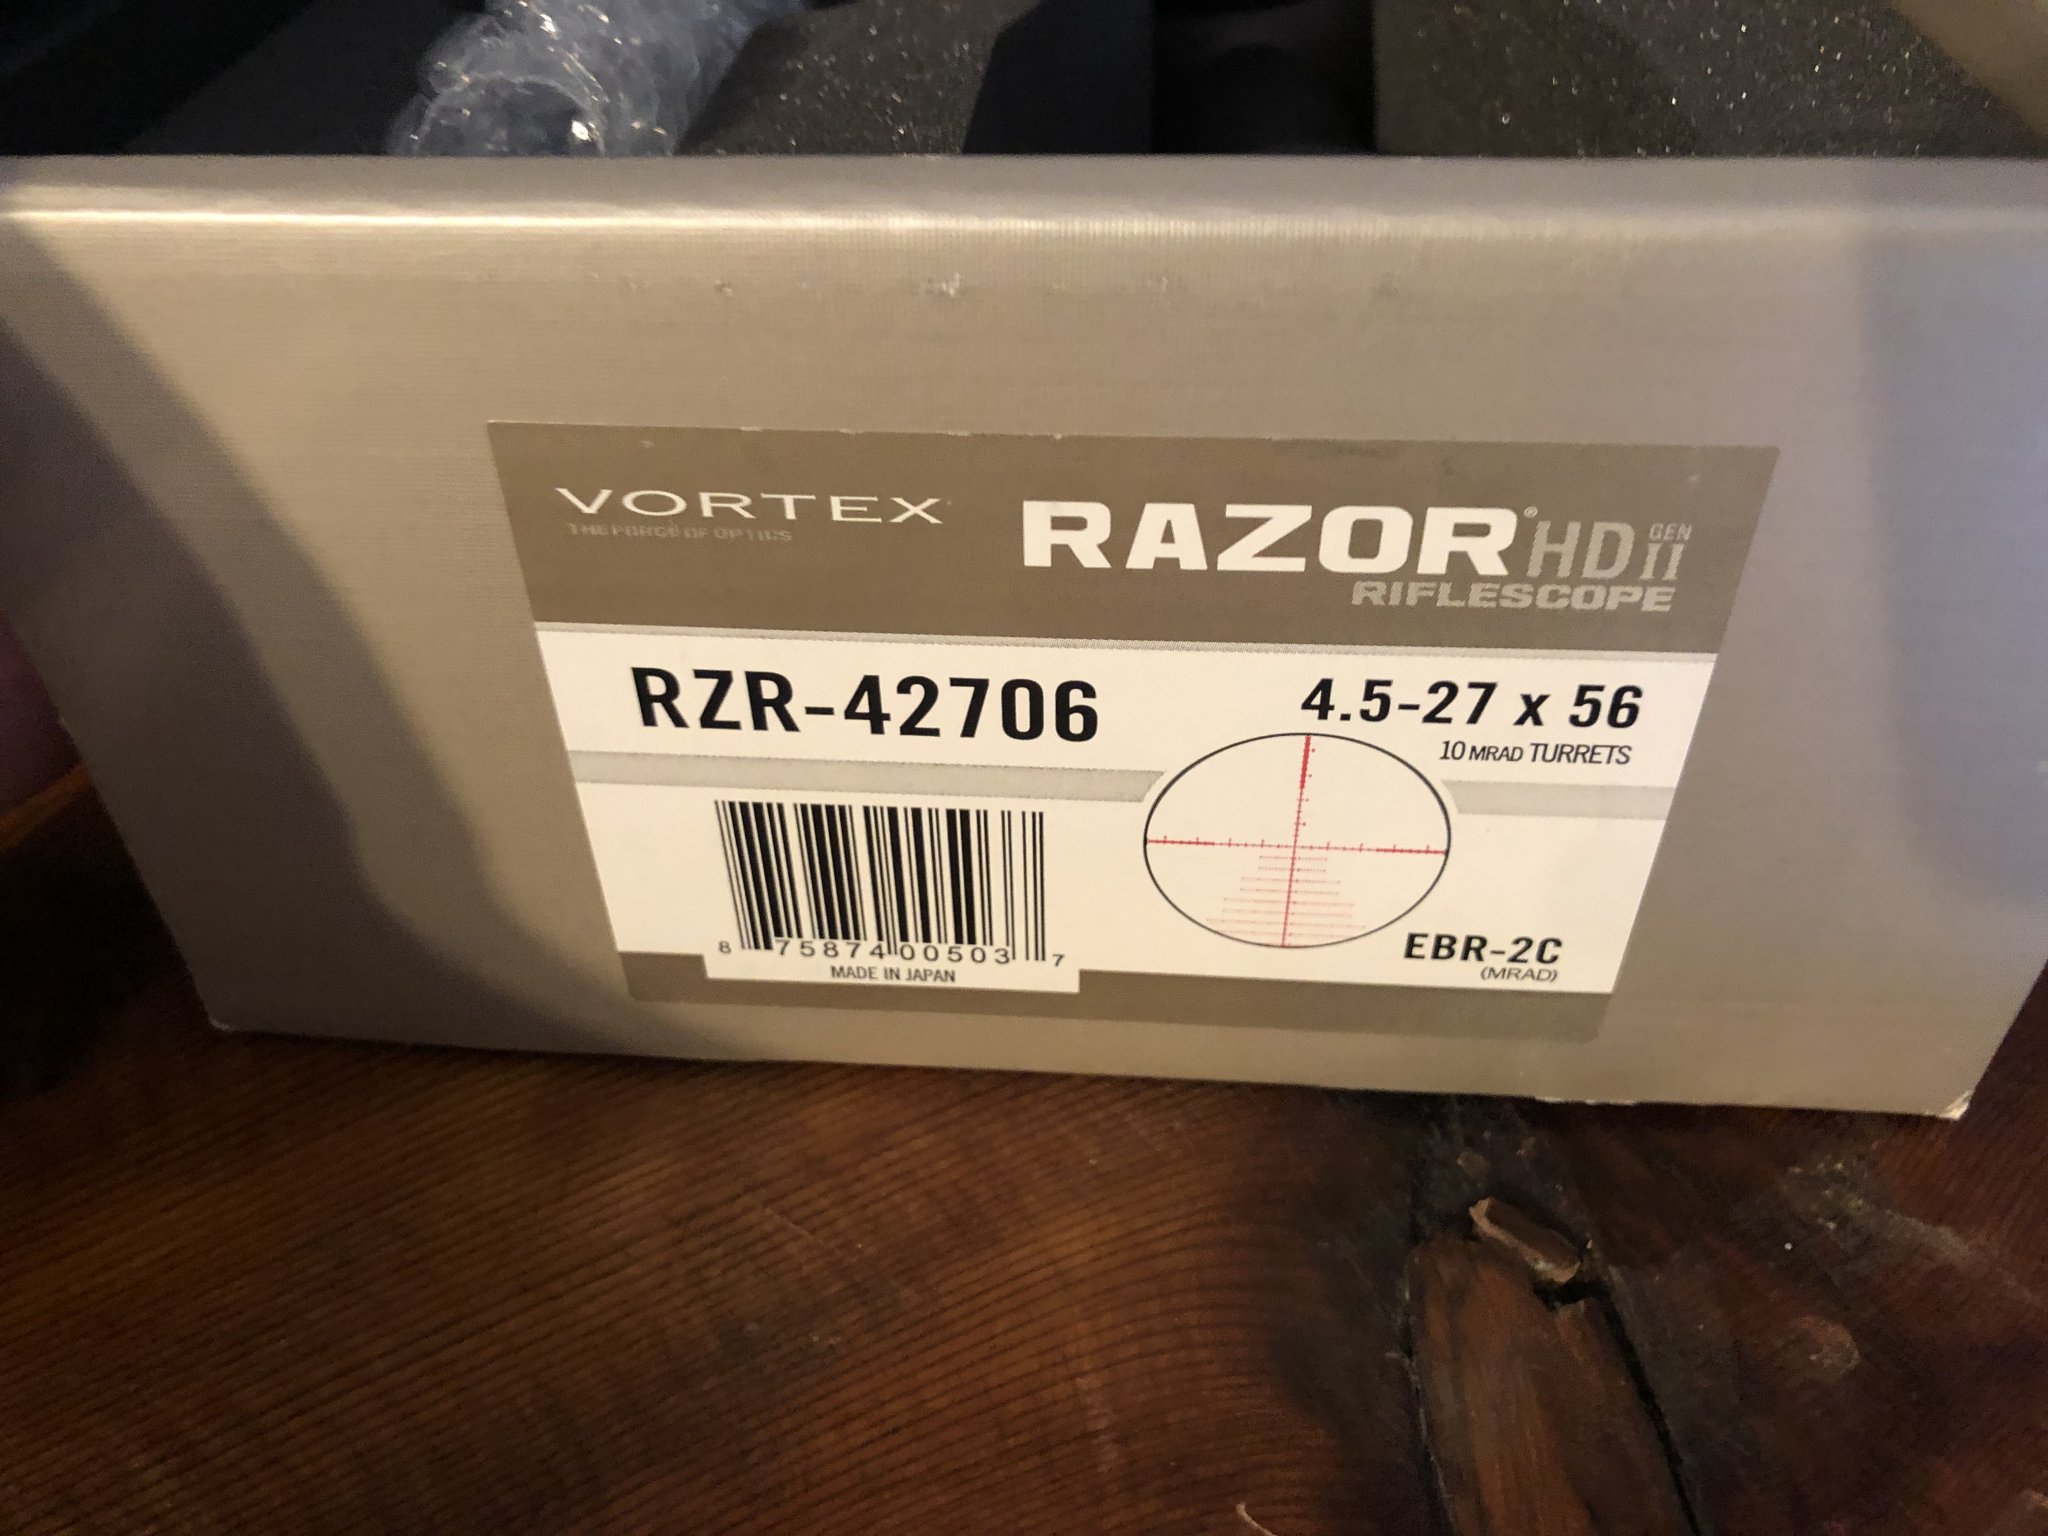 VORTEX
THE FORCE OF OPTICS
RAZOR® HD GEN II
RIFLESCOPE
RZR-42706
4.5-27 x 56
10 MRAD TURRETS
8 75874 00503 7
MADE IN JAPAN
EBR-2C
(MRAD)